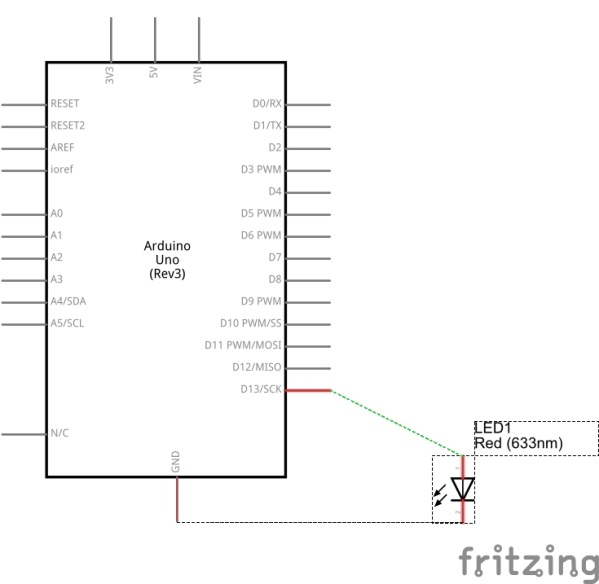 3V3
5V
VIN
RESET
RESET2
AREF
ioref
A0
A1
A2
A3
A4/SDA
A5/SCL
N/C
Arduino
Uno
(Rev3)
D0/RX
D1/TX
D2
D3 PWM
D4
D5 PWM
D6 PWM
D7
D8
D9 PWM
D10 PWM/SS
D11 PWM/MOSI
D12/MISO
D13/SCK
GND
LED1
Red (633nm)
fritzing